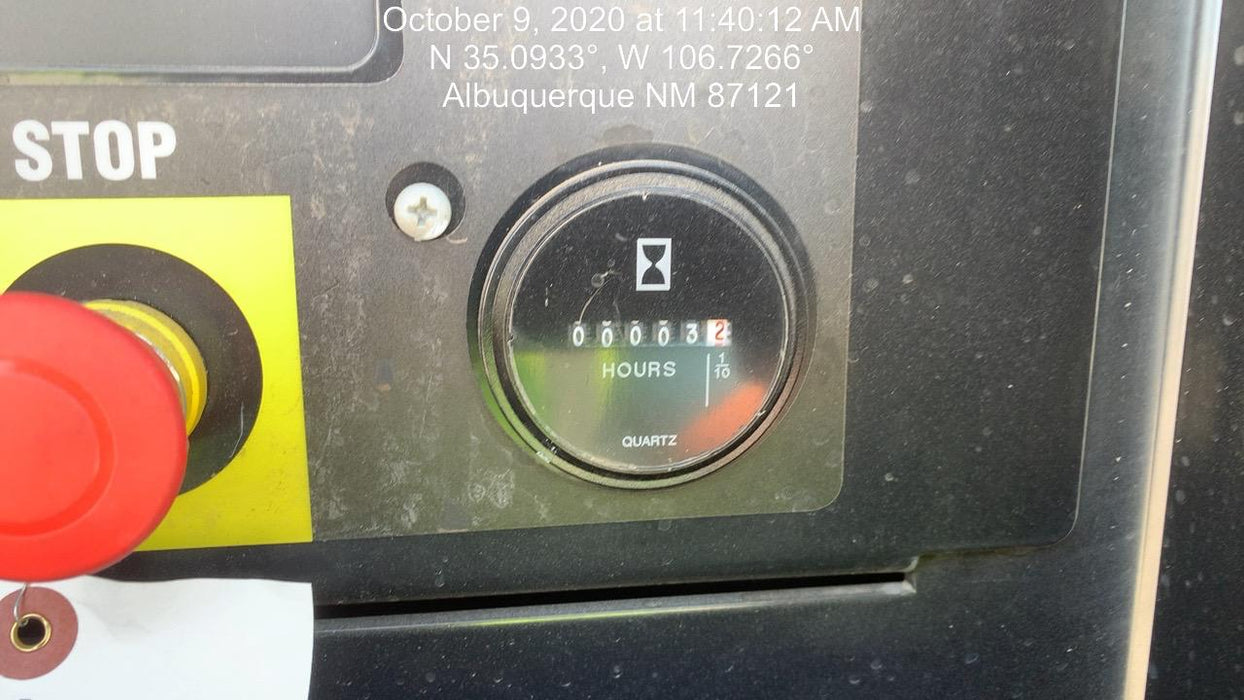 October 9, 2020 at 11:40:12 AM
N 35.0933°, W 106.7266°
Albuquerque NM 87121
STOP
0 0 0 0 3 2
HOURS 1/10
QUARTZ